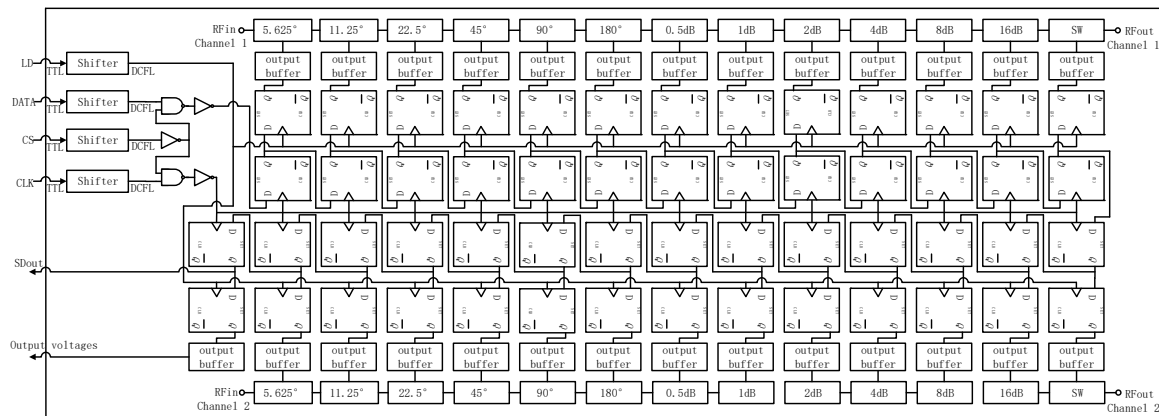 RFin 5.625° 11.25° 22.5° 45° 90° 180° 0.5dB 1dB 2dB 4dB 8dB 16dB SW RFout
Channel 1 Channel 1
output buffer output buffer output buffer output buffer output buffer output buffer output buffer output buffer output buffer output buffer output buffer output buffer output buffer
LD TTL Shifter DCFL
DATA TTL Shifter DCFL
CS TTL Shifter DCFL
CLK TTL Shifter DCFL
Q Q Q Q Q Q Q Q Q Q Q Q Q Q Q Q Q Q Q Q Q Q Q Q Q Q
D D D D D D D D D D D D D
Q Q Q Q Q Q Q Q Q Q Q Q Q Q Q Q Q Q Q Q Q Q Q Q Q Q
D D D D D D D D D D D D D
D D D D D D D D D D D D D D
Q Q Q Q Q Q Q Q Q Q Q Q Q Q Q Q Q Q Q Q Q Q Q Q Q Q Q Q
SDout
D D D D D D D D D D D D D D
Q Q Q Q Q Q Q Q Q Q Q Q Q Q Q Q Q Q Q Q Q Q Q Q Q Q Q Q
Output voltages
output buffer output buffer output buffer output buffer output buffer output buffer output buffer output buffer output buffer output buffer output buffer output buffer output buffer output buffer
RFin 5.625° 11.25° 22.5° 45° 90° 180° 0.5dB 1dB 2dB 4dB 8dB 16dB SW RFout
Channel 2 Channel 2